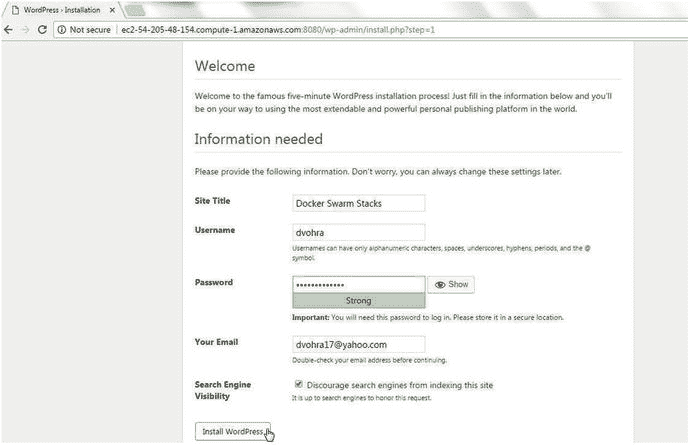 WordPress › Installation
Not secure | ec2-54-205-48-154.compute-1.amazonaws.com:8080/wp-admin/install.php?step=1
Welcome
Welcome to the famous five-minute WordPress installation process! Just fill in the information below and you'll
be on your way to using the most extendable and powerful personal publishing platform in the world.
Information needed
Please provide the following information. Don't worry, you can always change these settings later.
Site Title
Docker Swarm Stacks
Username
dvohra
Usernames can have only alphanumeric characters, spaces, underscores, hyphens, periods, and the @
symbol.
Password
•••••••••••••
Show
Strong
Important: You will need this password to log in. Please store it in a secure location.
Your Email
dvohra17@yahoo.com
Double-check your email address before continuing.
Search Engine
Visibility
Discourage search engines from indexing this site
It is up to search engines to honor this request.
Install WordPress